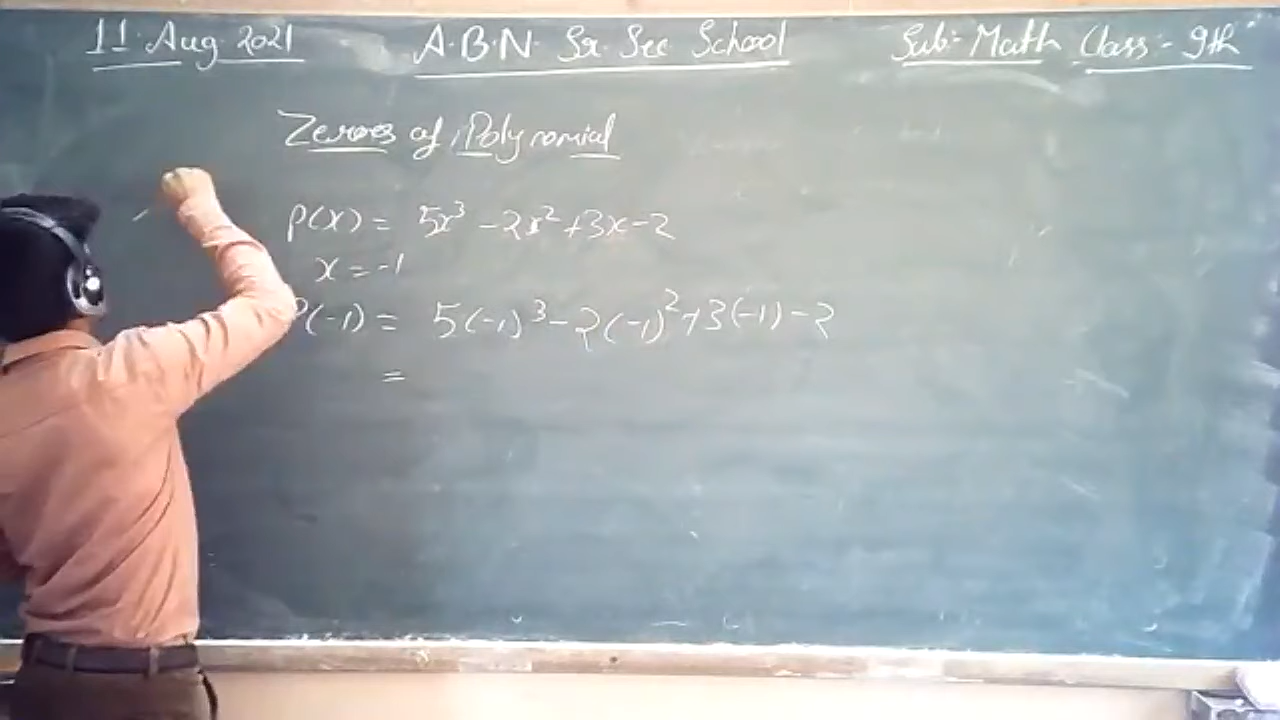 11 Aug 2021 A.B.N. Sr. Sec School Sub:- Math Class:- 9th
Zeroes of Polynomial
P(x) = 5x³ - 2x² + 3x - 2
x = -1
P(-1) = 5(-1)³ - 2(-1)² + 3(-1) - 2
=